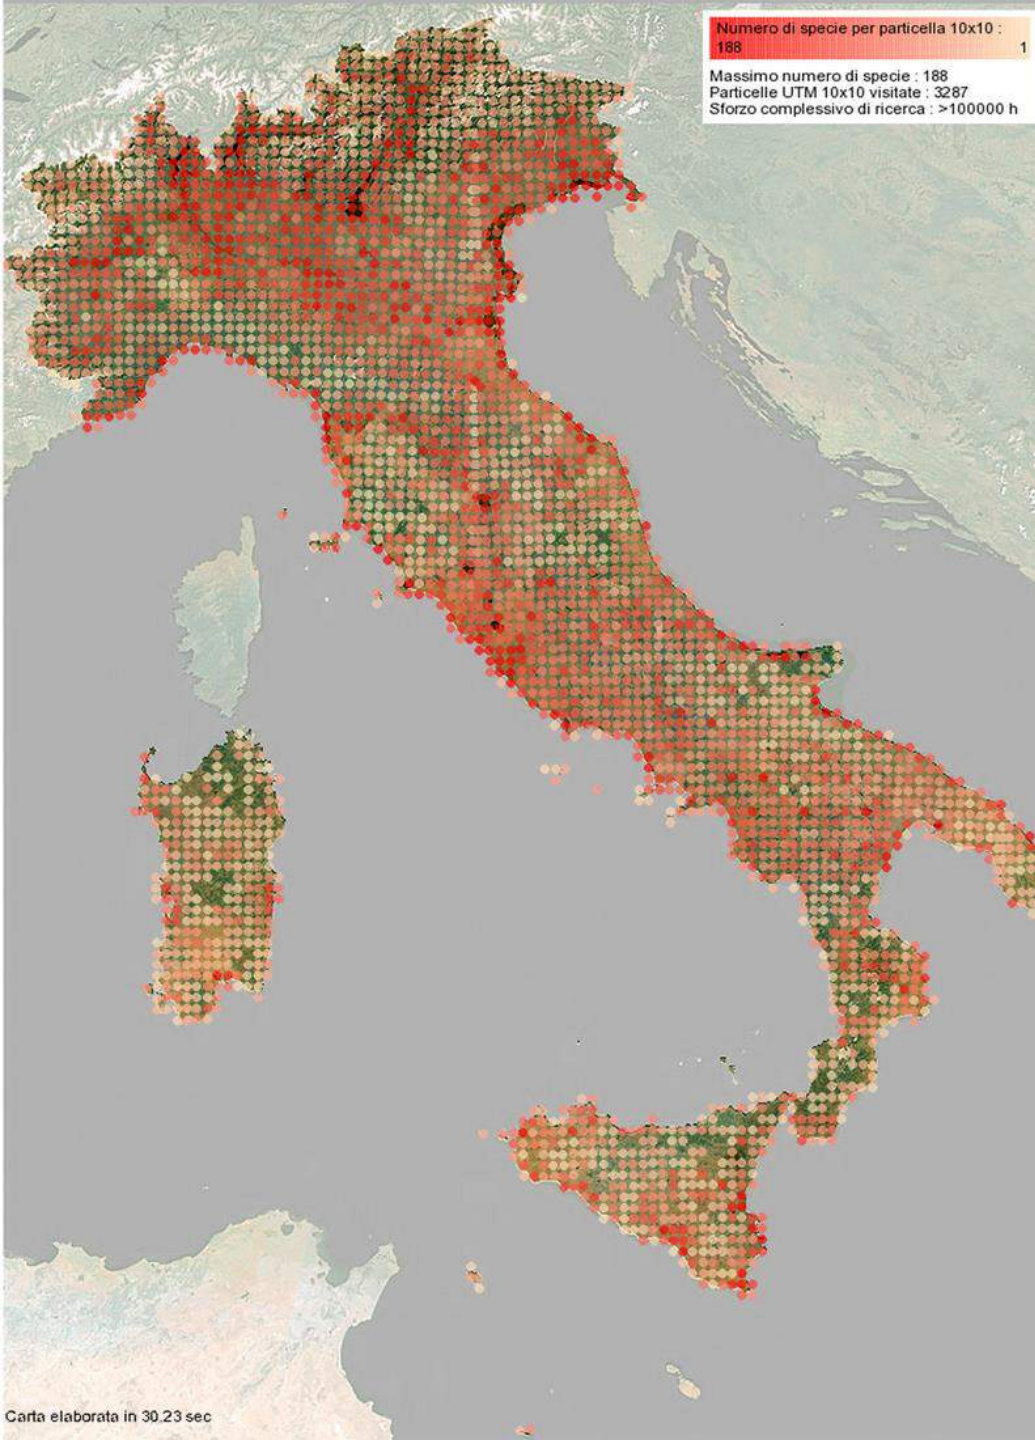 Numero di specie per particella 10x10 :
188 1
Massimo numero di specie : 188
Particelle UTM 10x10 visitate : 3287
Sforzo complessivo di ricerca : >100000 h
Carta elaborata in 30.23 sec